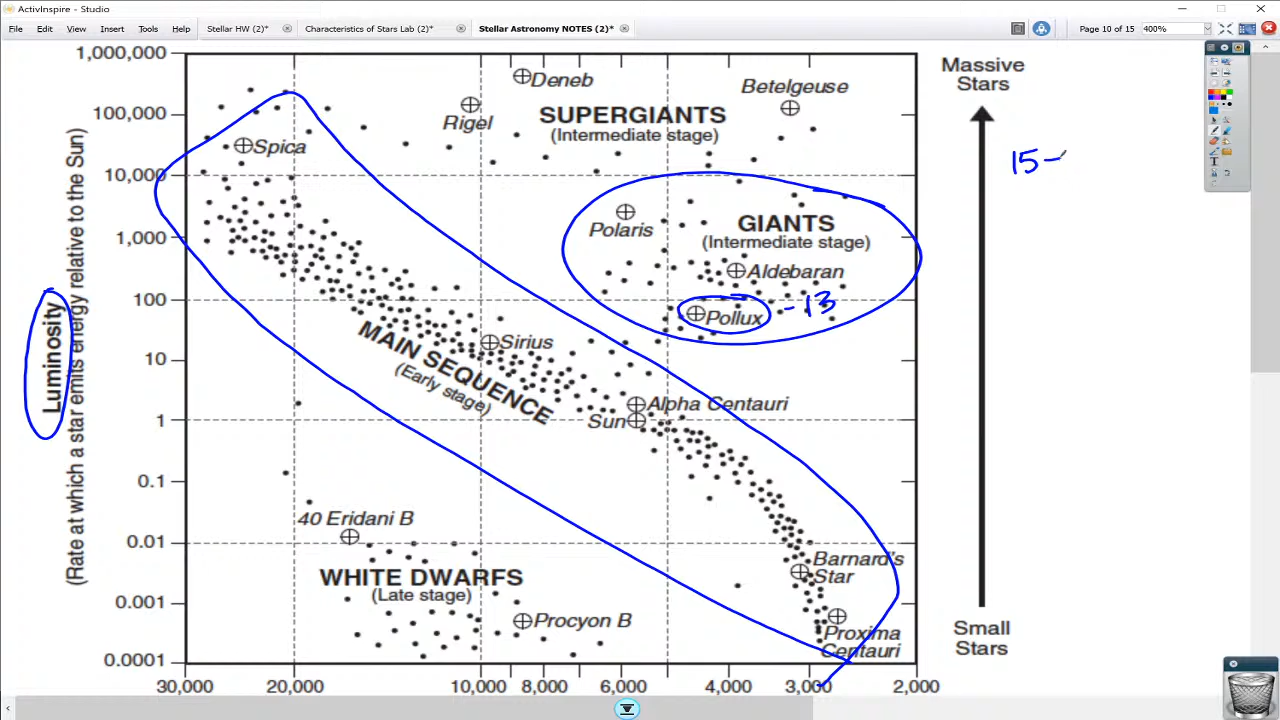 ActivInspire - Studio
File Edit View Insert Tools Help Stellar HW (2)* Characteristics of Stars Lab (2)* Stellar Astronomy NOTES (2)* Page 10 of 15 400%
Luminosity
(Rate at which a star emits energy relative to the Sun)
1,000,000
100,000
10,000
1,000
100
10
1
0.1
0.01
0.001
0.0001
Deneb
Betelgeuse
Rigel
SUPERGIANTS
(Intermediate stage)
Spica
Polaris
GIANTS
(Intermediate stage)
Aldebaran
Pollux
-13
Sirius
MAIN SEQUENCE
(Early stage)
Alpha Centauri
Sun
40 Eridani B
Barnard's
Star
WHITE DWARFS
(Late stage)
Procyon B
Proxima
Centauri
30,000 20,000 10,000 8,000 6,000 4,000 3,000 2,000
Massive
Stars
15-
Small
Stars